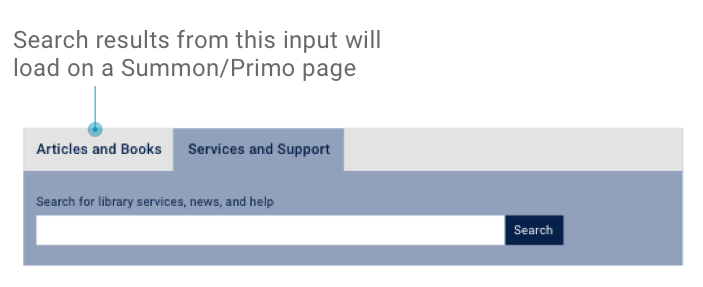 Search results from this input will
load on a Summon/Primo page
Articles and Books
Services and Support
Search for library services, news, and help
Search